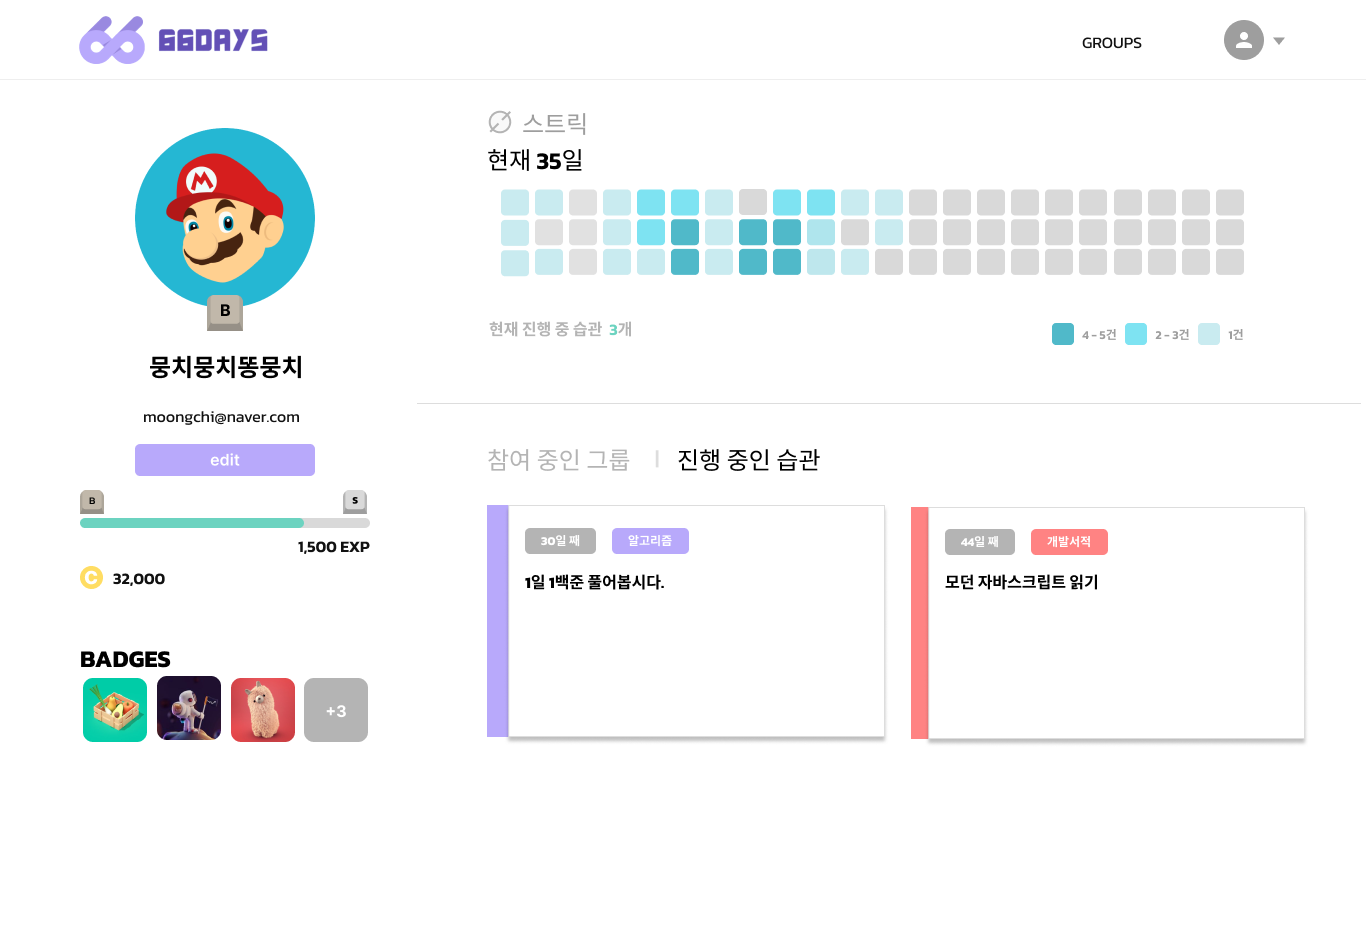 66DAYS
GROUPS
M
B
뭉치뭉치똥뭉치
moongchi@naver.com
edit
B
S
1,500 EXP
C
32,000
BADGES
+3
스트릭
현재 35일
현재 진행 중 습관 3개
4 - 5건
2 - 3건
1건
참여 중인 그룹
진행 중인 습관
30일 째
알고리즘
1일 1백준 풀어봅시다.
44일 째
개발서적
모던 자바스크립트 읽기